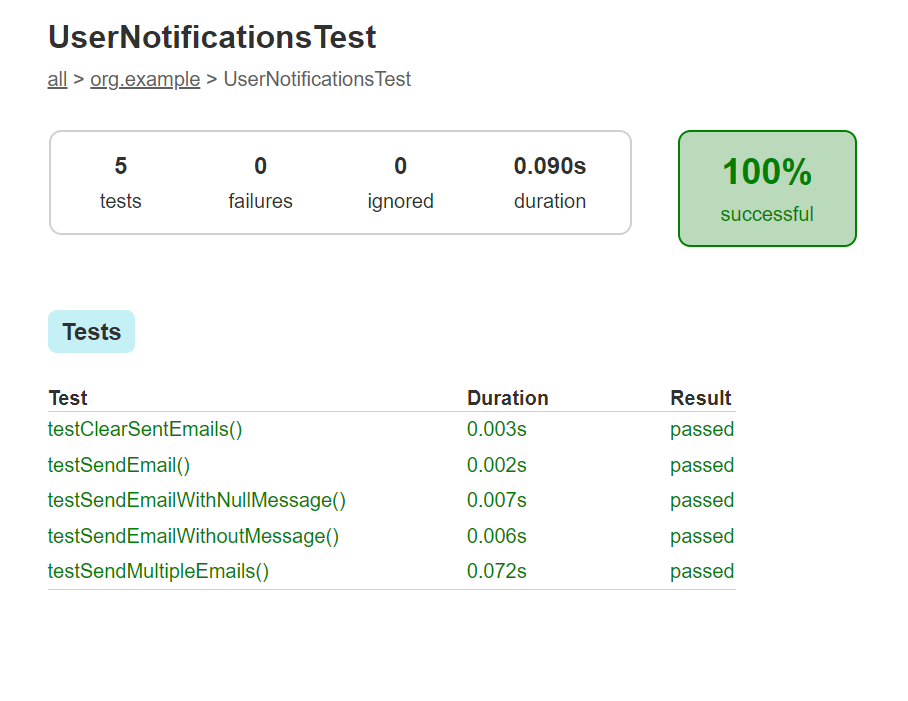 UserNotificationsTest
all > org.example > UserNotificationsTest
5 0 0 0.090s
tests failures ignored duration
100%
successful
Tests
Test Duration Result
testClearSentEmails() 0.003s passed
testSendEmail() 0.002s passed
testSendEmailWithNullMessage() 0.007s passed
testSendEmailWithoutMessage() 0.006s passed
testSendMultipleEmails() 0.072s passed